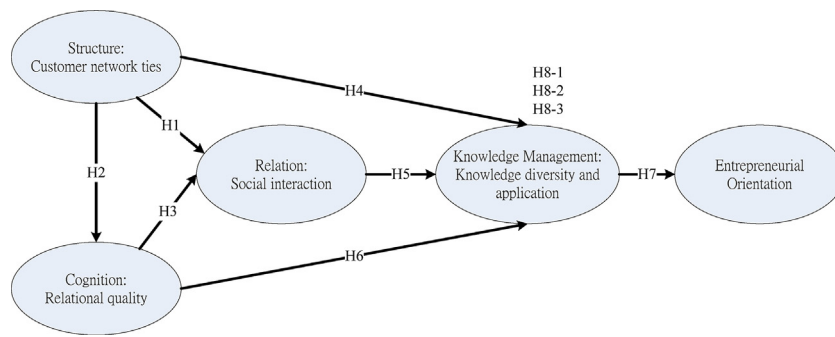 Structure:
Customer network ties
H8-1
H8-2
H8-3
H4
H1
H2
Relation:
Social interaction
H5
Knowledge Management:
Knowledge diversity and
application
H7
Entrepreneurial
Orientation
H3
H6
Cognition:
Relational quality